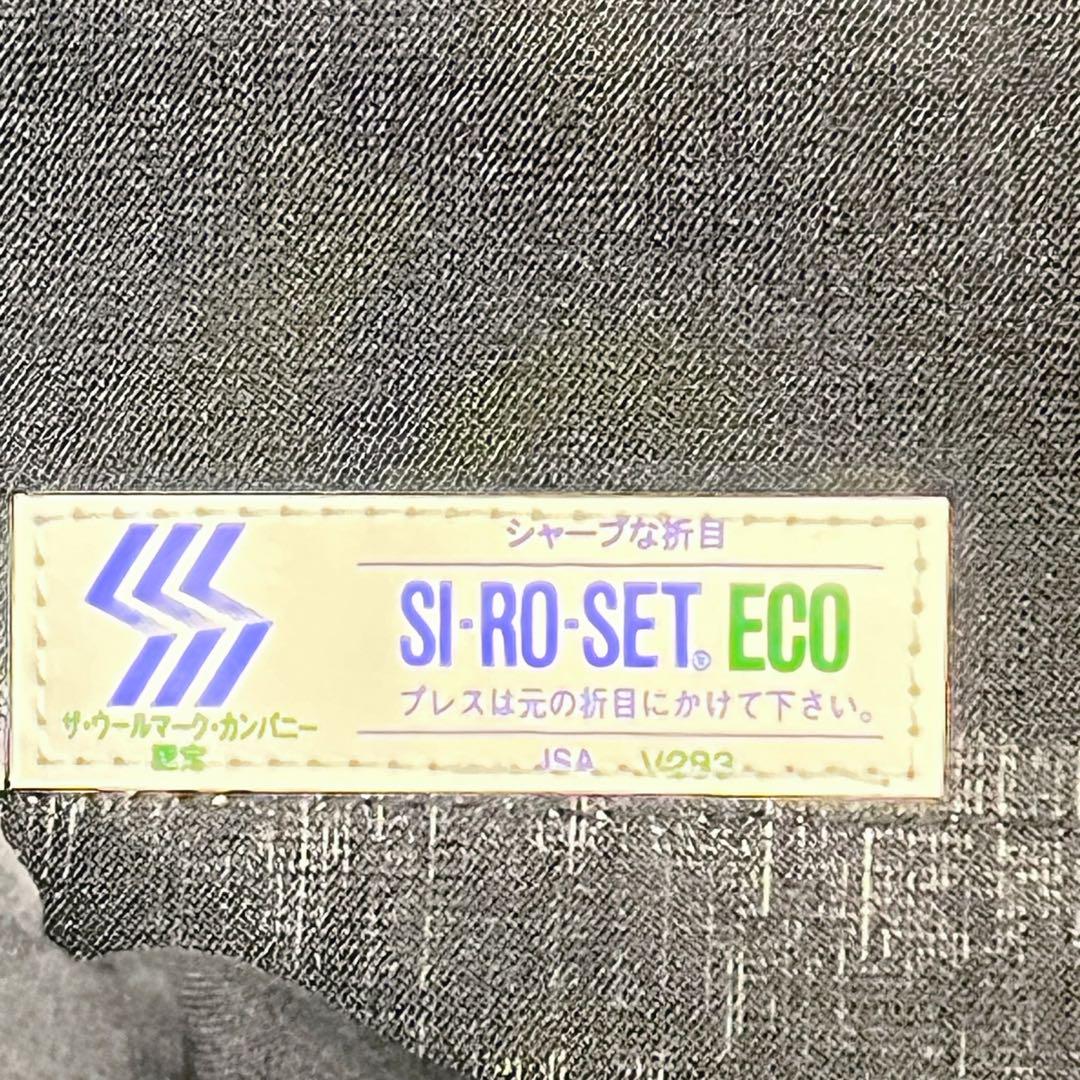 シャープな折目
SI-RO-SET® ECO
プレスは元の折目にかけて下さい。
ザ・ウールマーク・カンパニー
認定
JSA V293